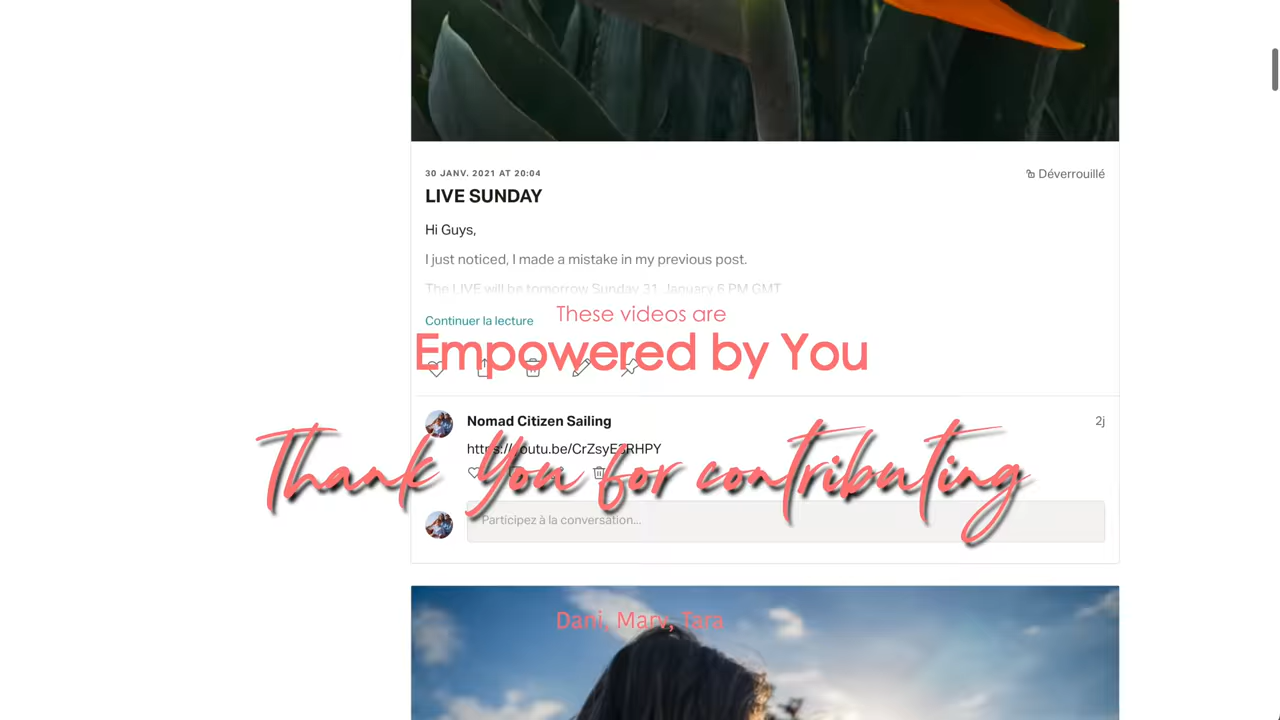 30 JANV. 2021 AT 20:04
Déverrouillé
LIVE SUNDAY
Hi Guys,
I just noticed, I made a mistake in my previous post.
The LIVE will be tomorrow Sunday 31 January 6 PM GMT
Continuer la lecture
These videos are
Empowered by You
Nomad Citizen Sailing
2j
Thank You for contributing
Participez à la conversation...
Dani, Mary, Tara